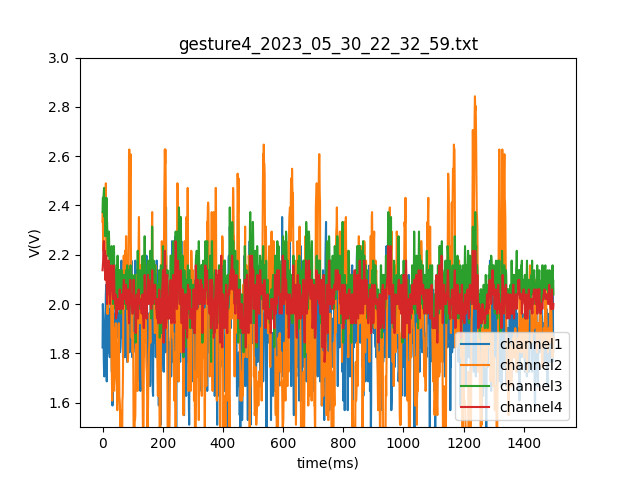 gesture4_2023_05_30_22_32_59.txt
3.0
2.8
2.6
2.4
2.2
2.0
1.8
1.6
V(V)
0 200 400 600 800 1000 1200 1400
time(ms)
channel1
channel2
channel3
channel4